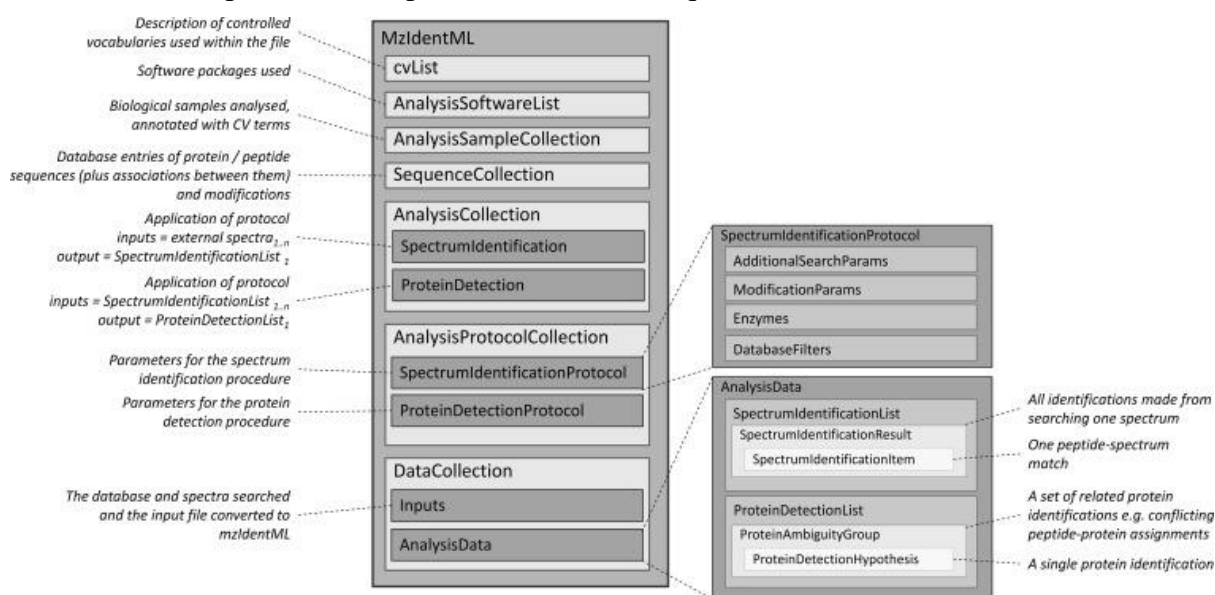 Description of controlled
vocabularies used within the file
Software packages used
Biological samples analysed,
annotated with CV terms
Database entries of protein / peptide
sequences (plus associations between them)
and modifications
Application of protocol
inputs = external spectra1..n
output = SpectrumIdentificationList 1
Application of protocol
inputs = SpectrumIdentificationList 1..n
output = ProteinDetectionList1
Parameters for the spectrum
identification procedure
Parameters for the protein
detection procedure
The database and spectra searched
and the input file converted to
mzIdentML
MzIdentML
cvList
AnalysisSoftwareList
AnalysisSampleCollection
SequenceCollection
AnalysisCollection
SpectrumIdentification
ProteinDetection
AnalysisProtocolCollection
SpectrumIdentificationProtocol
ProteinDetectionProtocol
DataCollection
Inputs
AnalysisData
SpectrumIdentificationProtocol
AdditionalSearchParams
ModificationParams
Enzymes
DatabaseFilters
AnalysisData
SpectrumIdentificationList
SpectrumIdentificationResult
SpectrumIdentificationItem
ProteinDetectionList
ProteinAmbiguityGroup
ProteinDetectionHypothesis
All identifications made from
searching one spectrum
One peptide-spectrum
match
A set of related protein
identifications e.g. conflicting
peptide-protein assignments
A single protein identification